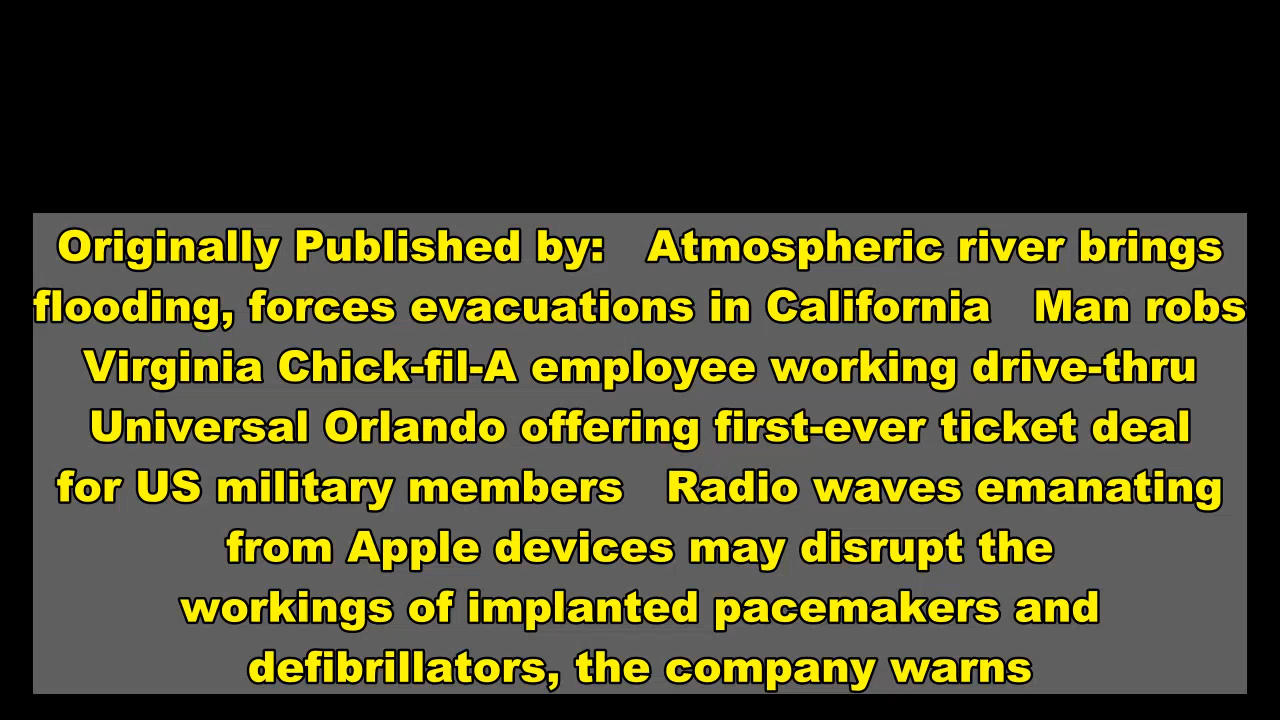 Originally Published by: Atmospheric river brings
flooding, forces evacuations in California Man robs
Virginia Chick-fil-A employee working drive-thru
Universal Orlando offering first-ever ticket deal
for US military members Radio waves emanating
from Apple devices may disrupt the
workings of implanted pacemakers and
defibrillators, the company warns